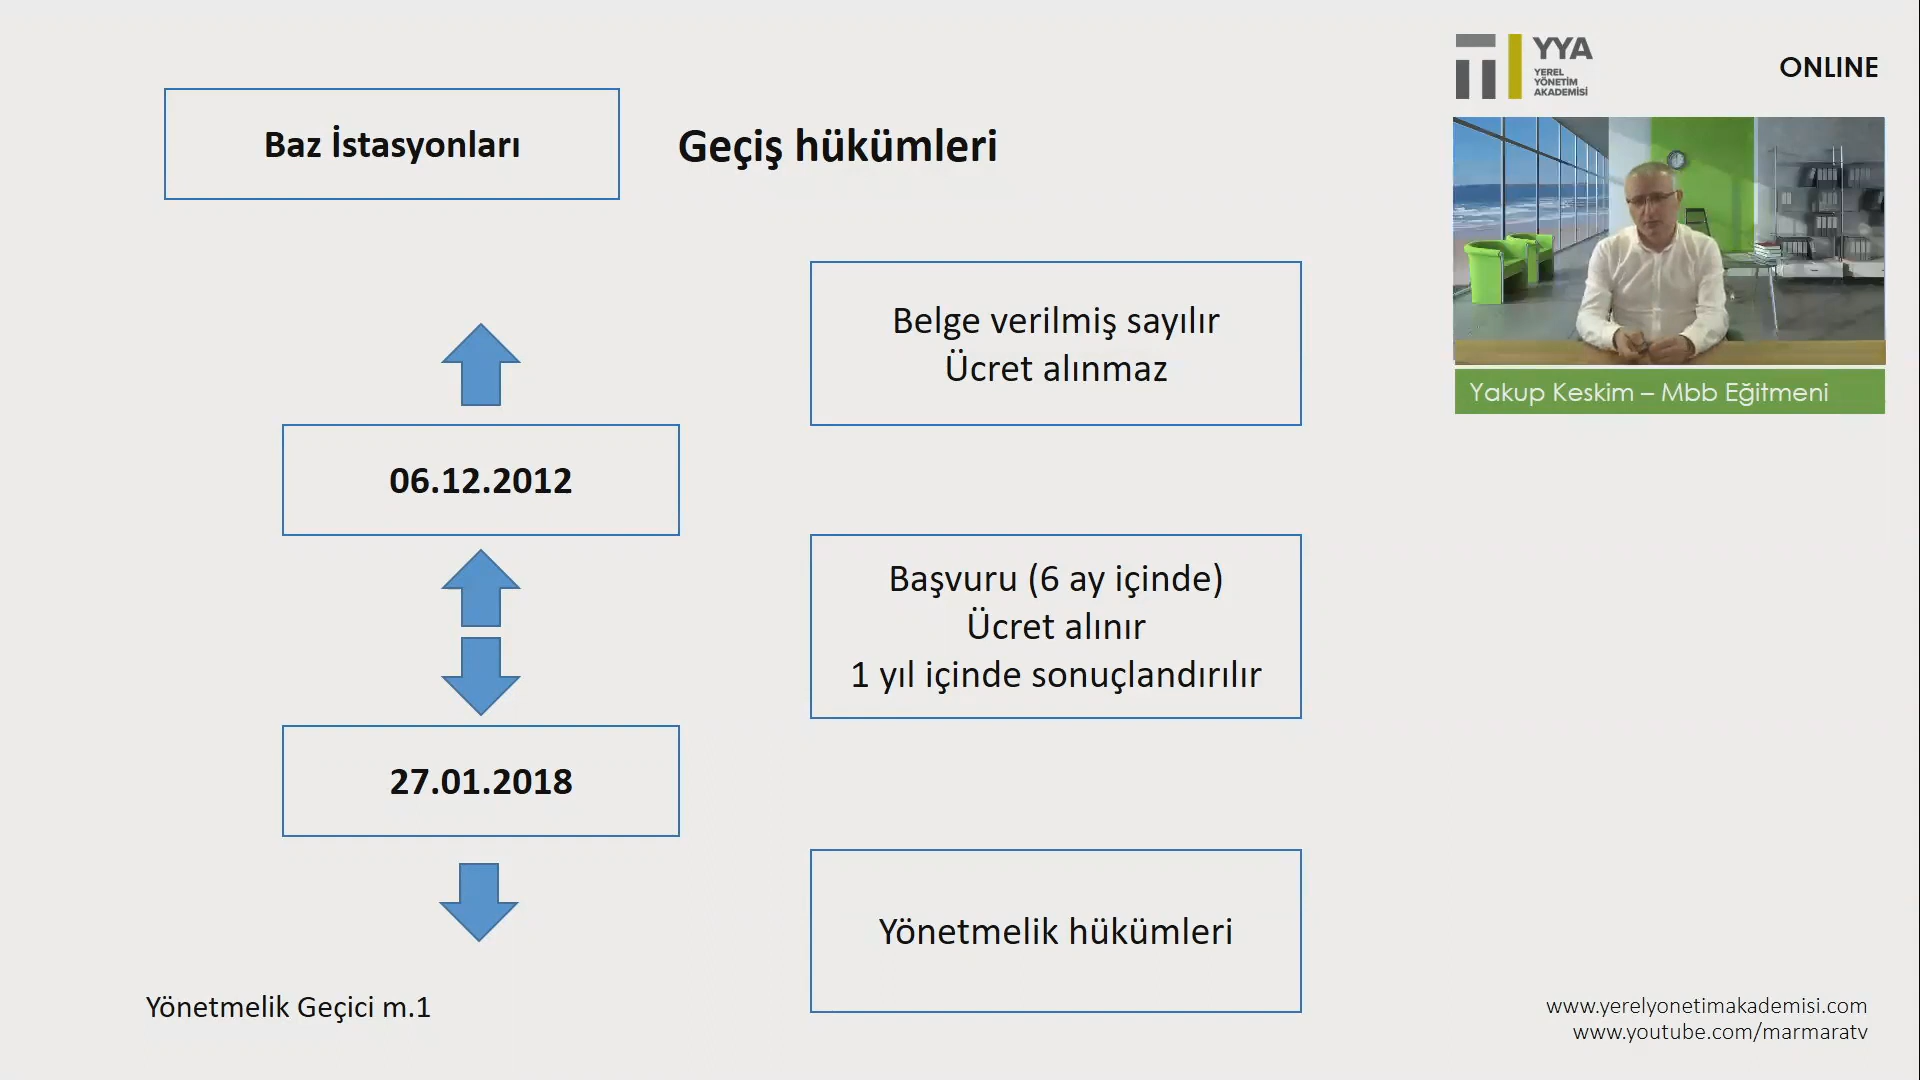 YYA
YEREL
YÖNETİM
AKADEMİSİ
ONLINE
Baz İstasyonları
Geçiş hükümleri
Belge verilmiş sayılır
Ücret alınmaz
Yakup Keskim – Mbb Eğitmeni
06.12.2012
Başvuru (6 ay içinde)
Ücret alınır
1 yıl içinde sonuçlandırılır
27.01.2018
Yönetmelik hükümleri
Yönetmelik Geçici m.1
www.yerelyonetimakademisi.com
www.youtube.com/marmaratv